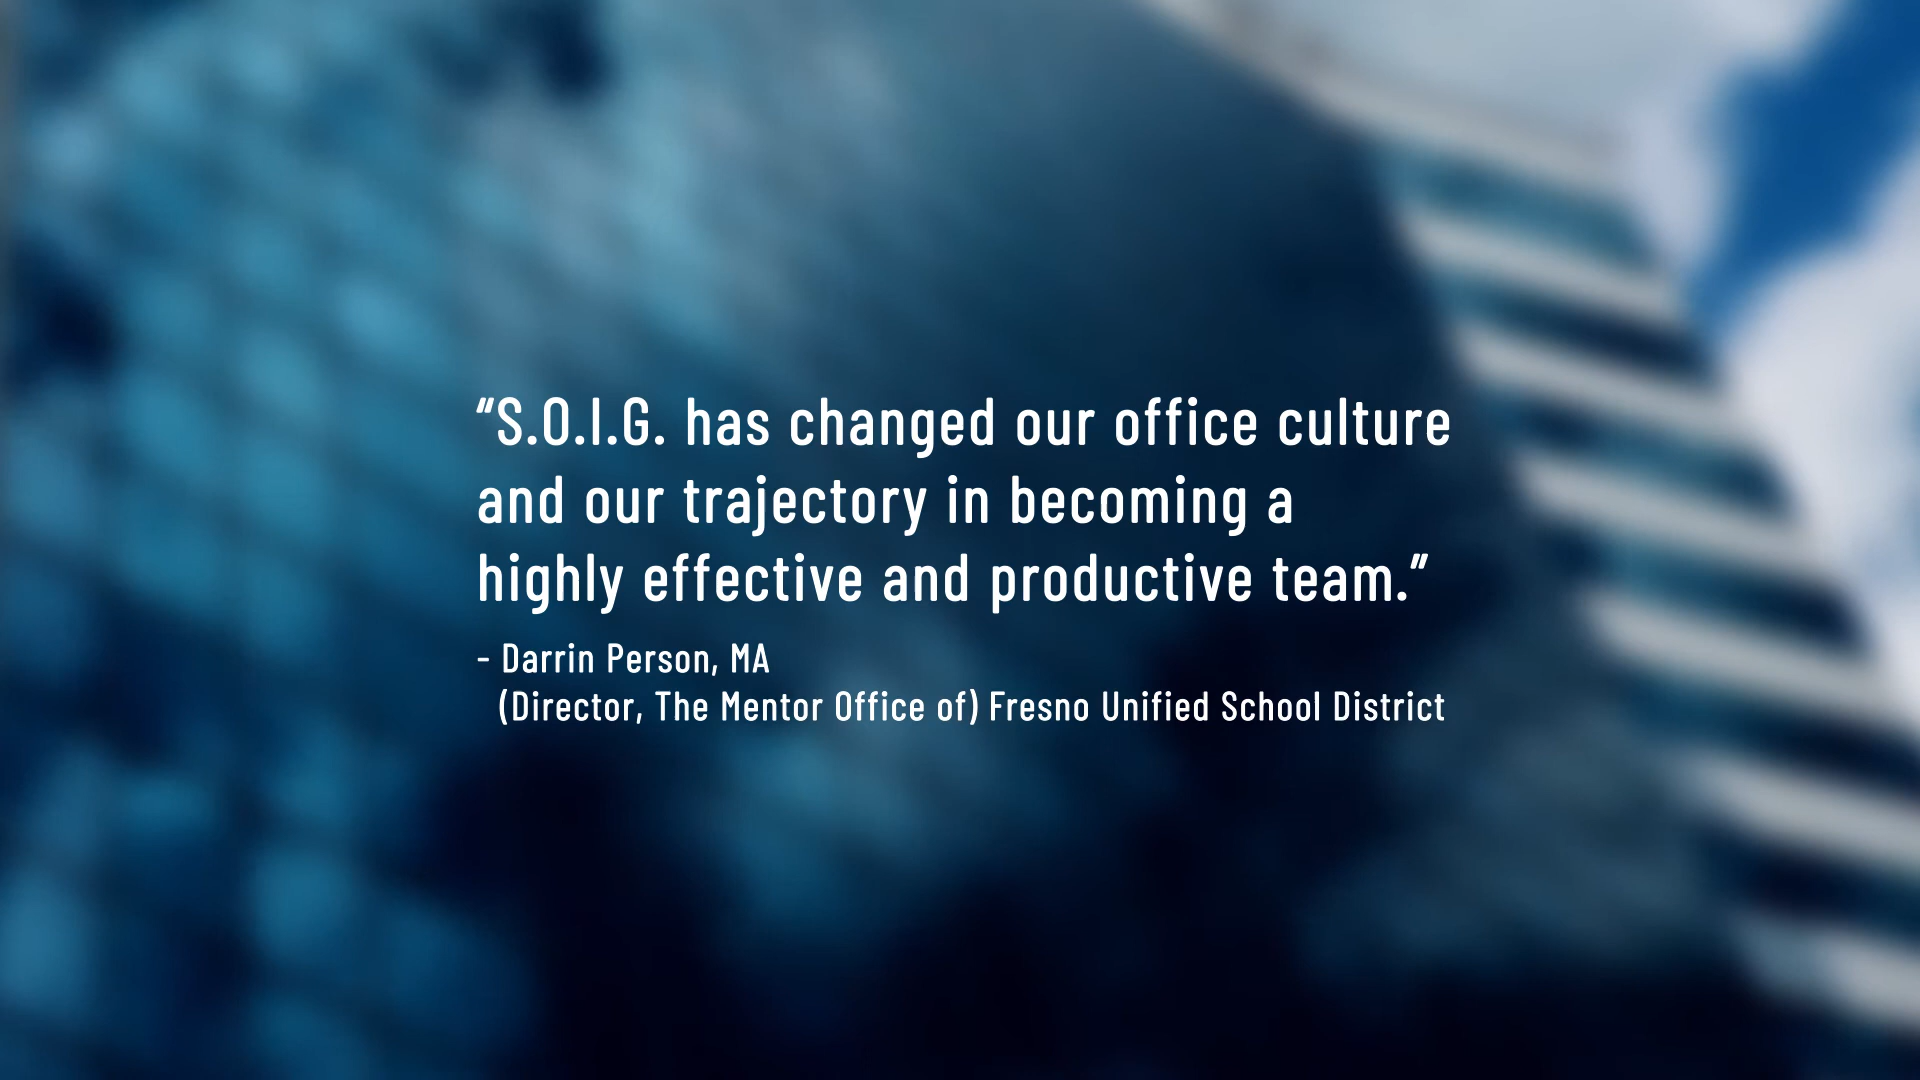 “S.O.I.G. has changed our office culture
and our trajectory in becoming a
highly effective and productive team.”
- Darrin Person, MA
(Director, The Mentor Office of) Fresno Unified School District